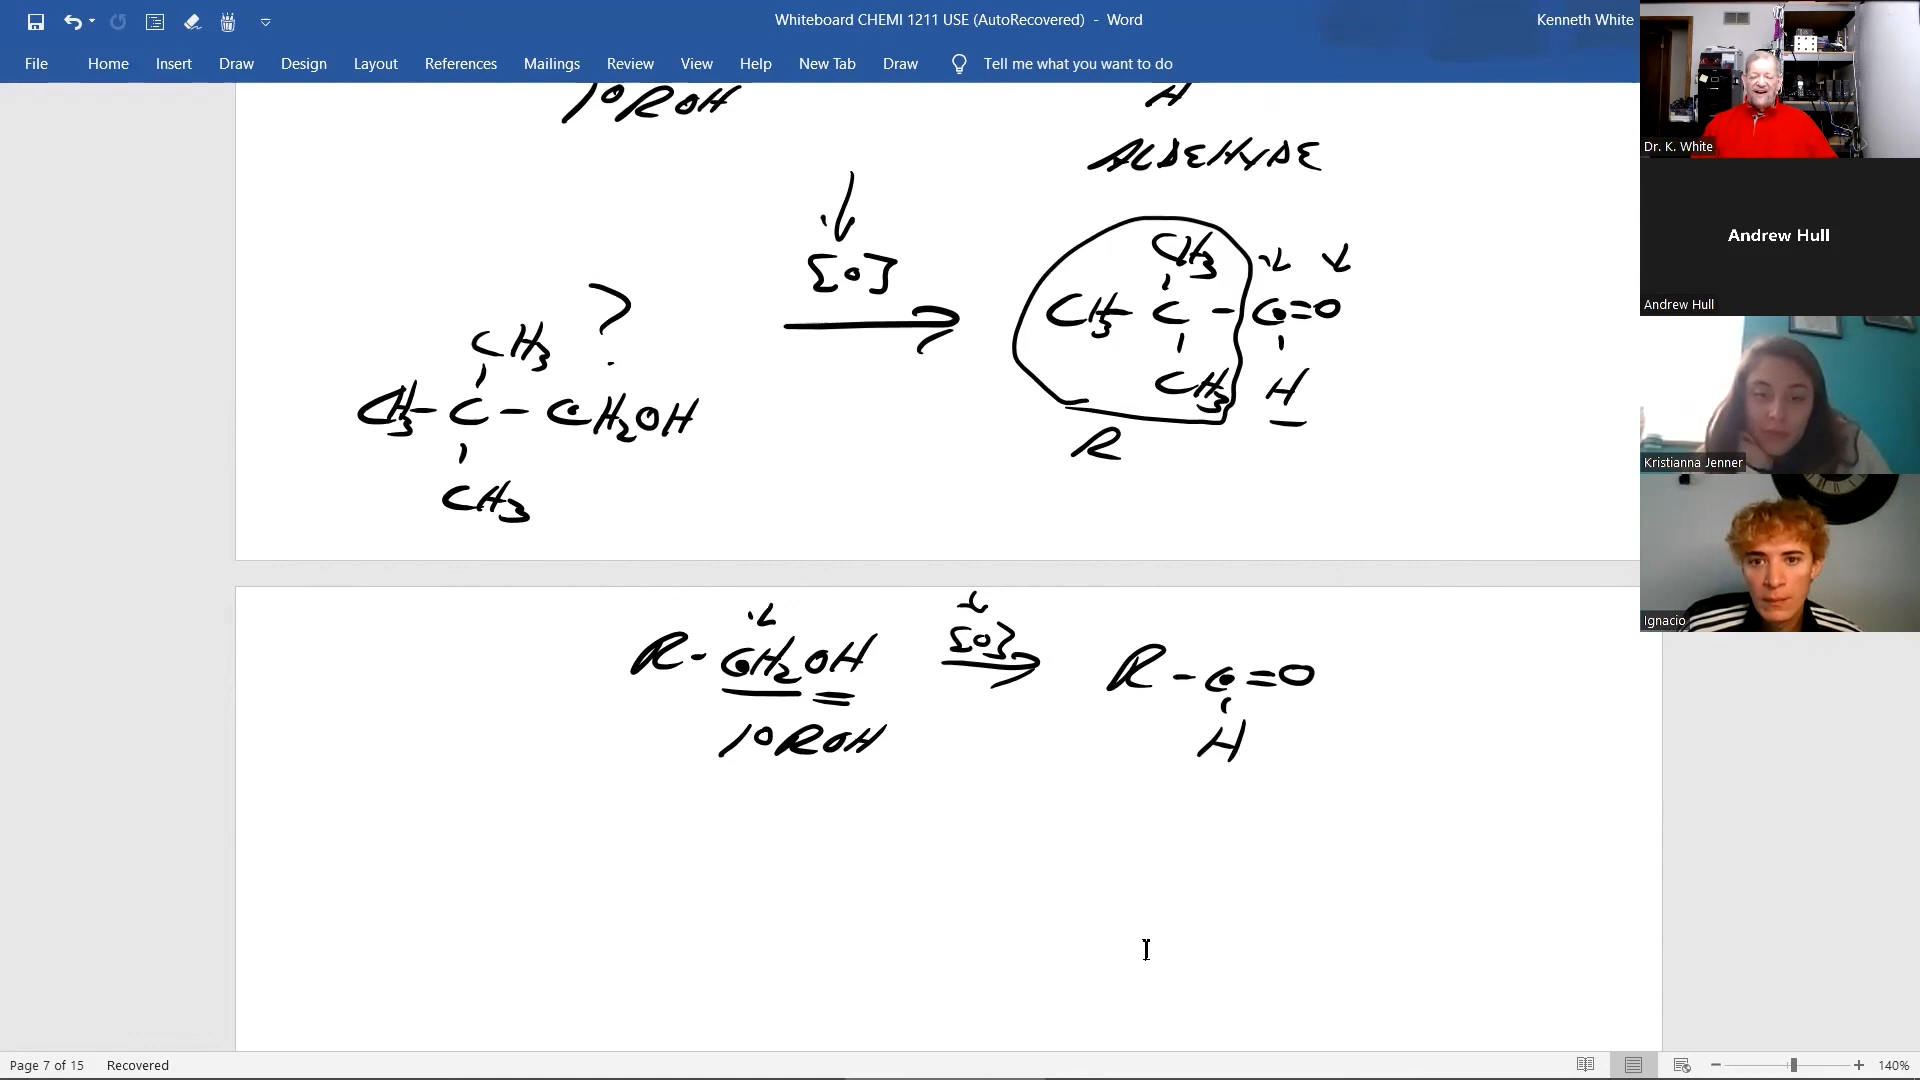 Whiteboard CHEMI 1211 USE (AutoRecovered) - Word
Kenneth White
File Home Insert Draw Design Layout References Mailings Review View Help New Tab Draw Tell me what you want to do
1° ROH
H
ALDEHYDE
[O]
?
CH3
CH3-C-CH2OH
CH3
CH3
CH3-C-C=O
CH3 H
R
R-CH2OH
[O]
R-C=O
H
1° ROH
Dr. K. White
Andrew Hull
Andrew Hull
Kristianna Jenner
Ignacio
Page 7 of 15 Recovered
140%